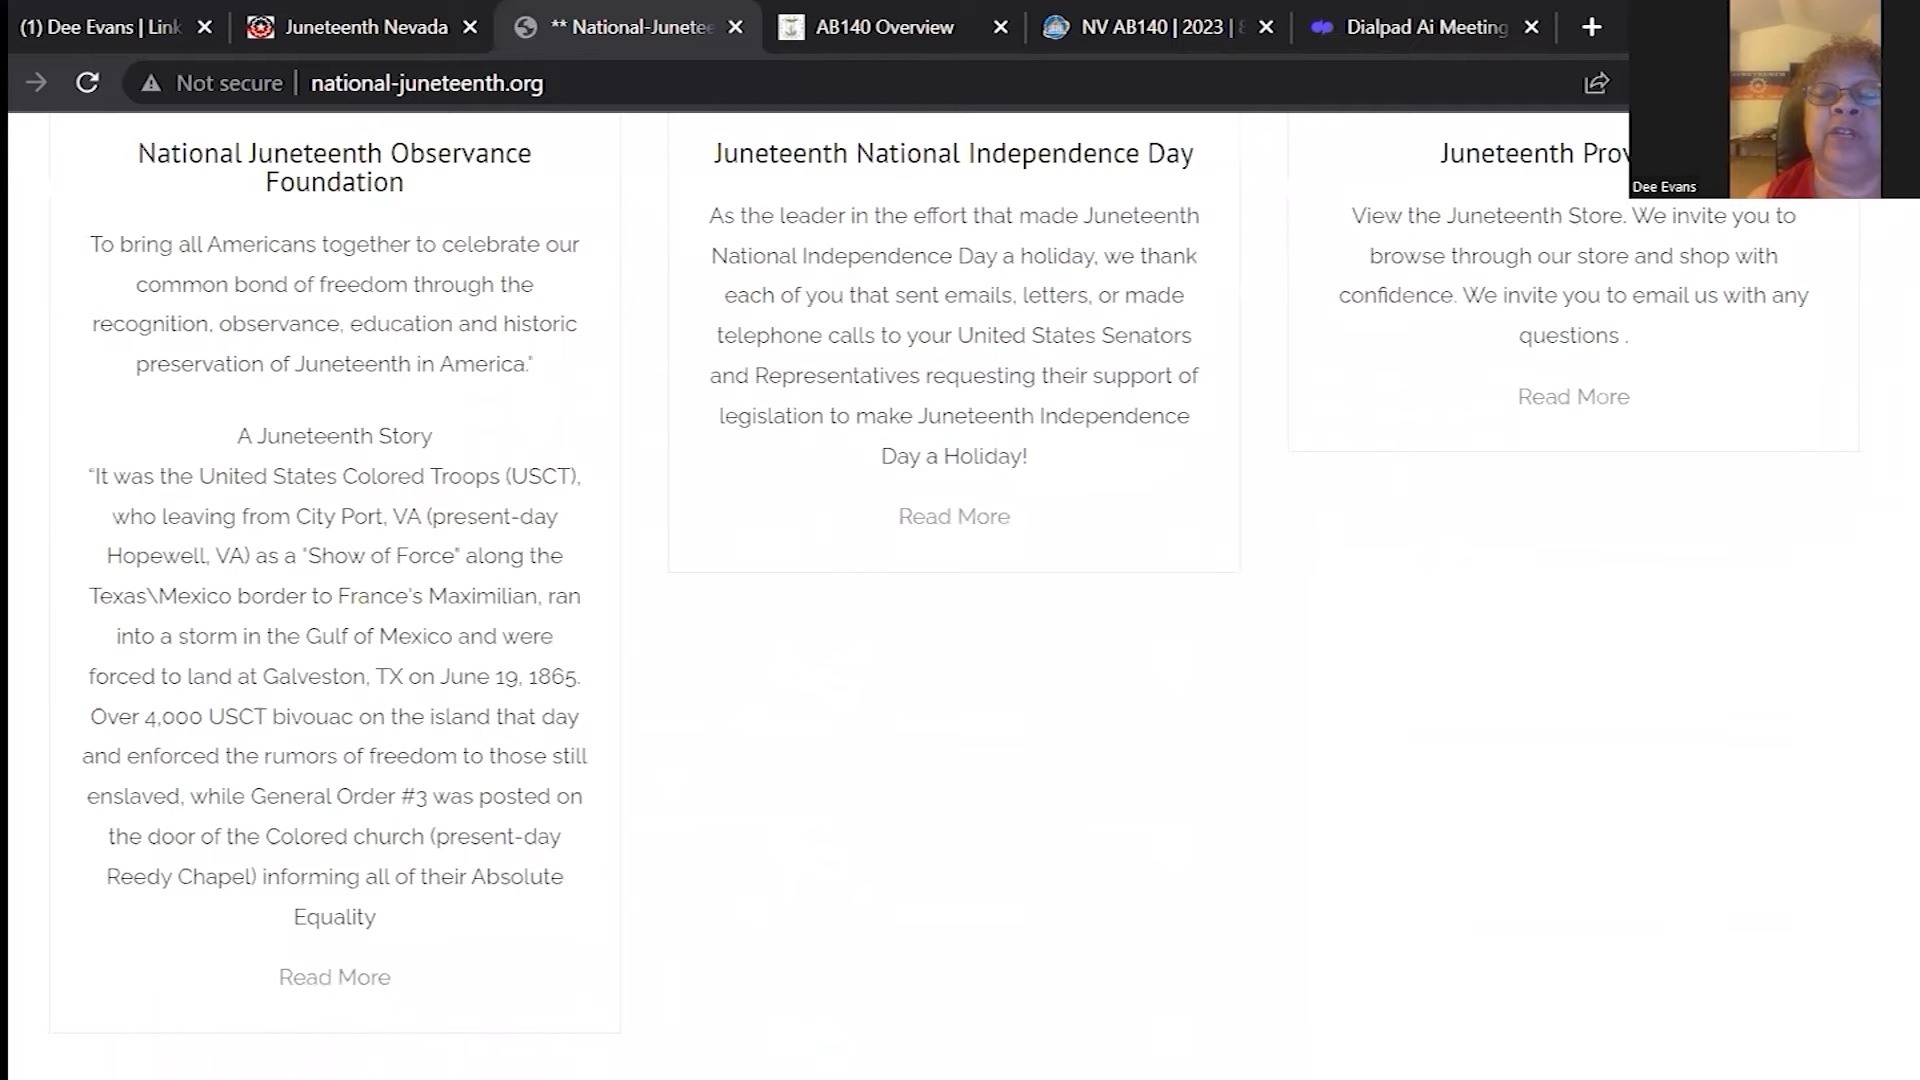 (1) Dee Evans | Link
Juneteenth Nevada
** National-Junetee
AB140 Overview
NV AB140 | 2023 |
Dialpad Ai Meeting
Not secure
national-juneteenth.org
Dee Evans
National Juneteenth Observance
Foundation
To bring all Americans together to celebrate our
common bond of freedom through the
recognition, observance, education and historic
preservation of Juneteenth in America."
A Juneteenth Story
“It was the United States Colored Troops (USCT),
who leaving from City Port, VA (present-day
Hopewell, VA) as a "Show of Force" along the
Texas\Mexico border to France's Maximilian, ran
into a storm in the Gulf of Mexico and were
forced to land at Galveston, TX on June 19, 1865.
Over 4,000 USCT bivouac on the island that day
and enforced the rumors of freedom to those still
enslaved, while General Order #3 was posted on
the door of the Colored church (present-day
Reedy Chapel) informing all of their Absolute
Equality
Read More
Juneteenth National Independence Day
As the leader in the effort that made Juneteenth
National Independence Day a holiday, we thank
each of you that sent emails, letters, or made
telephone calls to your United States Senators
and Representatives requesting their support of
legislation to make Juneteenth Independence
Day a Holiday!
Read More
Juneteenth Prov
View the Juneteenth Store. We invite you to
browse through our store and shop with
confidence. We invite you to email us with any
questions .
Read More